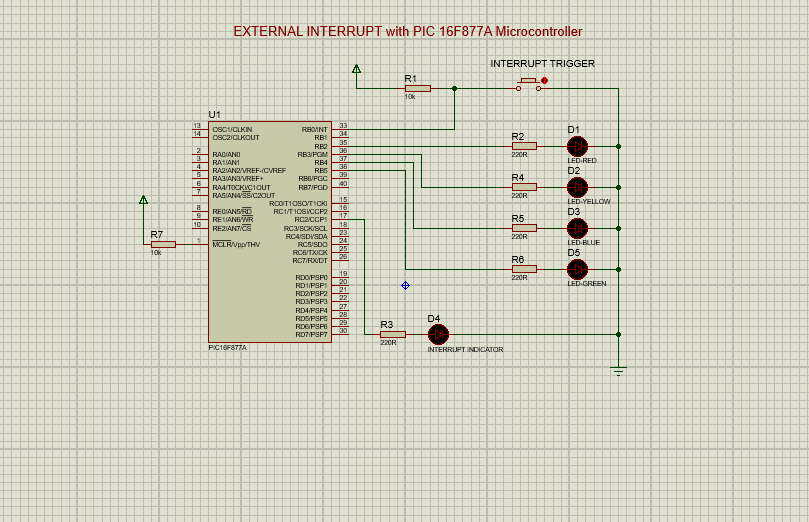 EXTERNAL INTERRUPT with PIC 16F877A Microcontroller
INTERRUPT TRIGGER
R1
10k
U1
13 OSC1/CLKIN
14 OSC2/CLKOUT
2 RA0/AN0
3 RA1/AN1
4 RA2/AN2/VREF-/CVREF
5 RA3/AN3/VREF+
6 RA4/T0CKI/C1OUT
7 RA5/AN4/SS/C2OUT
8 RE0/AN5/RD
9 RE1/AN6/WR
10 RE2/AN7/CS
1 MCLR/Vpp/THV
RB0/INT 33
RB1 34
RB2 35
RB3/PGM 36
RB4 37
RB5 38
RB6/PGC 39
RB7/PGD 40
RC0/T1OSO/T1CKI 15
RC1/T1OSI/CCP2 16
RC2/CCP1 17
RC3/SCK/SCL 18
RC4/SDI/SDA 23
RC5/SDO 24
RC6/TX/CK 25
RC7/RX/DT 26
RD0/PSP0 19
RD1/PSP1 20
RD2/PSP2 21
RD3/PSP3 22
RD4/PSP4 27
RD5/PSP5 28
RD6/PSP6 29
RD7/PSP7 30
PIC16F877A
R7
10k
R2
220R
D1
LED-RED
R4
220R
D2
LED-YELLOW
R5
220R
D3
LED-BLUE
R6
220R
D5
LED-GREEN
R3
220R
D4
INTERRUPT INDICATOR